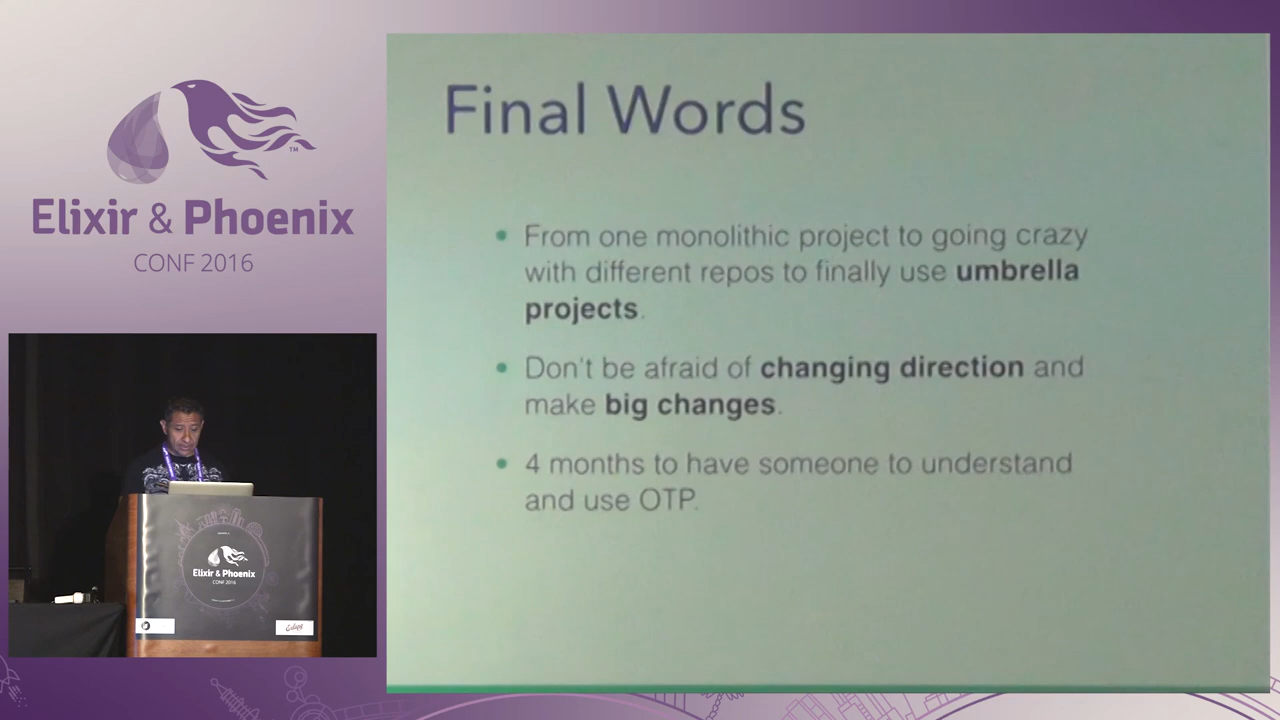 Elixir & Phoenix
TM
CONF 2016
Final Words
• From one monolithic project to going crazy
with different repos to finally use umbrella
projects.
• Don't be afraid of changing direction and
make big changes.
• 4 months to have someone to understand
and use OTP.
Elixir & Phoenix
CONF 2016